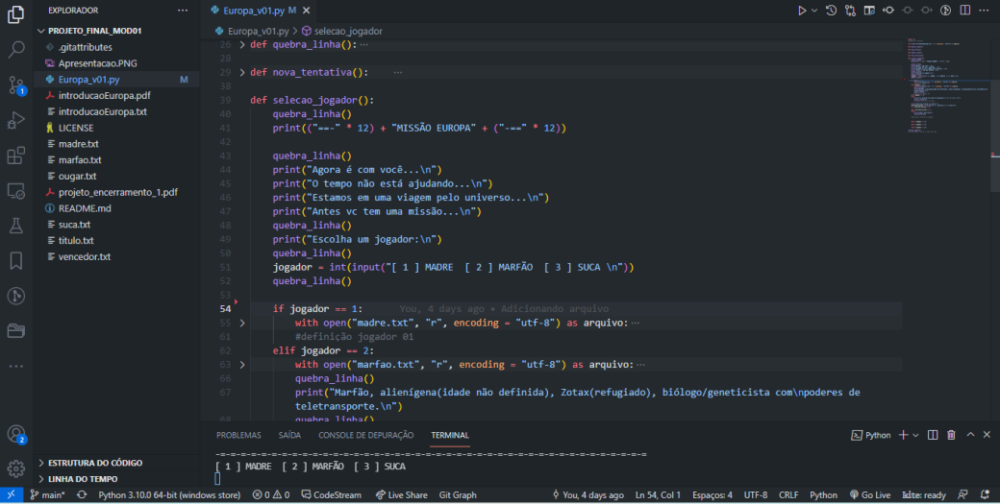 EXPLORADOR
PROJETO_FINAL_MOD01
.gitattributes
Apresentacao.PNG
Europa_v01.py M
introducaoEuropa.pdf
introducaoEuropa.txt
LICENSE
madre.txt
marfao.txt
ougar.txt
projeto_encerramento_1.pdf
README.md
suca.txt
titulo.txt
vencedor.txt
ESTRUTURA DO CÓDIGO
LINHA DO TEMPO
1
2
Europa_v01.py M
Europa_v01.py > selecao_jogador
26 def quebra_linha():
28
29 def nova_tentativa():
38
39 def selecao_jogador():
40 quebra_linha()
41 print(("==-" * 12) + "MISSÃO EUROPA" + ("-==" * 12))
42
43 quebra_linha()
44 print("Agora é com você...\n")
45 print("O tempo não está ajudando...\n")
46 print("Estamos em uma viagem pelo universo...\n")
47 print("Antes vc tem uma missão...\n")
48 quebra_linha()
49 print("Escolha um jogador:\n")
50 quebra_linha()
51 jogador = int(input("[ 1 ] MADRE  [ 2 ] MARFÃO  [ 3 ] SUCA \n"))
52 quebra_linha()
53
54 if jogador == 1: You, 4 days ago • Adicionando arquivo
55 with open("madre.txt", "r", encoding = "utf-8") as arquivo:
61 #definição jogador 01
62 elif jogador == 2:
63 with open("marfao.txt", "r", encoding = "utf-8") as arquivo:
66 quebra_linha()
67 print("Marfão, alienígena(idade não definida), Zotax(refugiado), biólogo/geneticista com\npoderes de
teletransporte.\n")
68 quebra_linha()
PROBLEMAS SAÍDA CONSOLE DE DEPURAÇÃO TERMINAL Python
-=-=-=-=-=-=-=-=-=-=-=-=-=-=-=-=-=-=-=-=-=-=-=-=-=-=-=-=-=-=-=-=-=-=-=-=-=
[ 1 ] MADRE  [ 2 ] MARFÃO  [ 3 ] SUCA
main* Python 3.10.0 64-bit (windows store) 0 0 CodeStream Live Share Git Graph You, 4 days ago Ln 54, Col 1 Espaços: 4 UTF-8 CRLF Python Go Live kite: ready